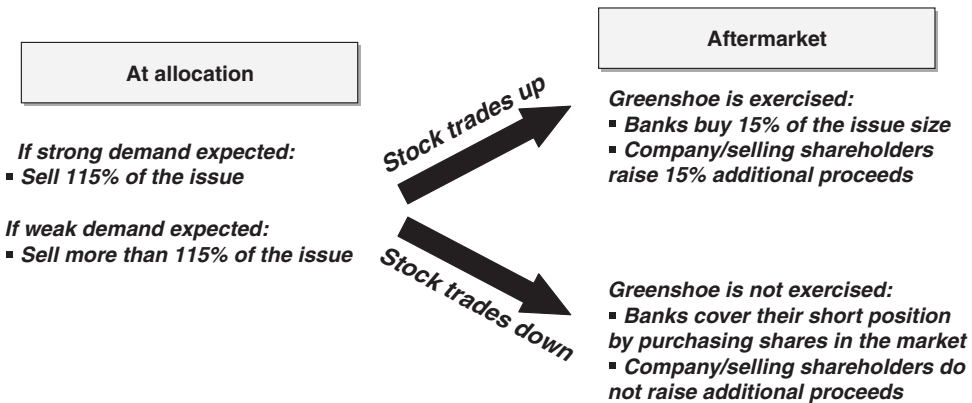 At allocation
If strong demand expected:
▪ Sell 115% of the issue
If weak demand expected:
▪ Sell more than 115% of the issue
Stock trades up
Stock trades down
Aftermarket
Greenshoe is exercised:
▪ Banks buy 15% of the issue size
▪ Company/selling shareholders
raise 15% additional proceeds
Greenshoe is not exercised:
▪ Banks cover their short position
by purchasing shares in the market
▪ Company/selling shareholders do
not raise additional proceeds